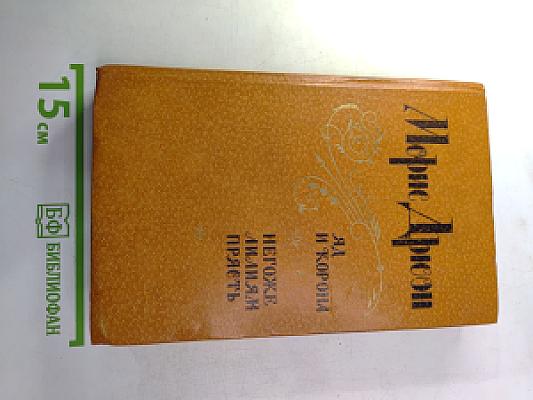 Морис Дрюон
ЯД
И КОРОНА
НЕГОЖЕ
ЛИЛИЯМ
ПРЯСТЬ
15 см
БФ БИБЛИОФАН